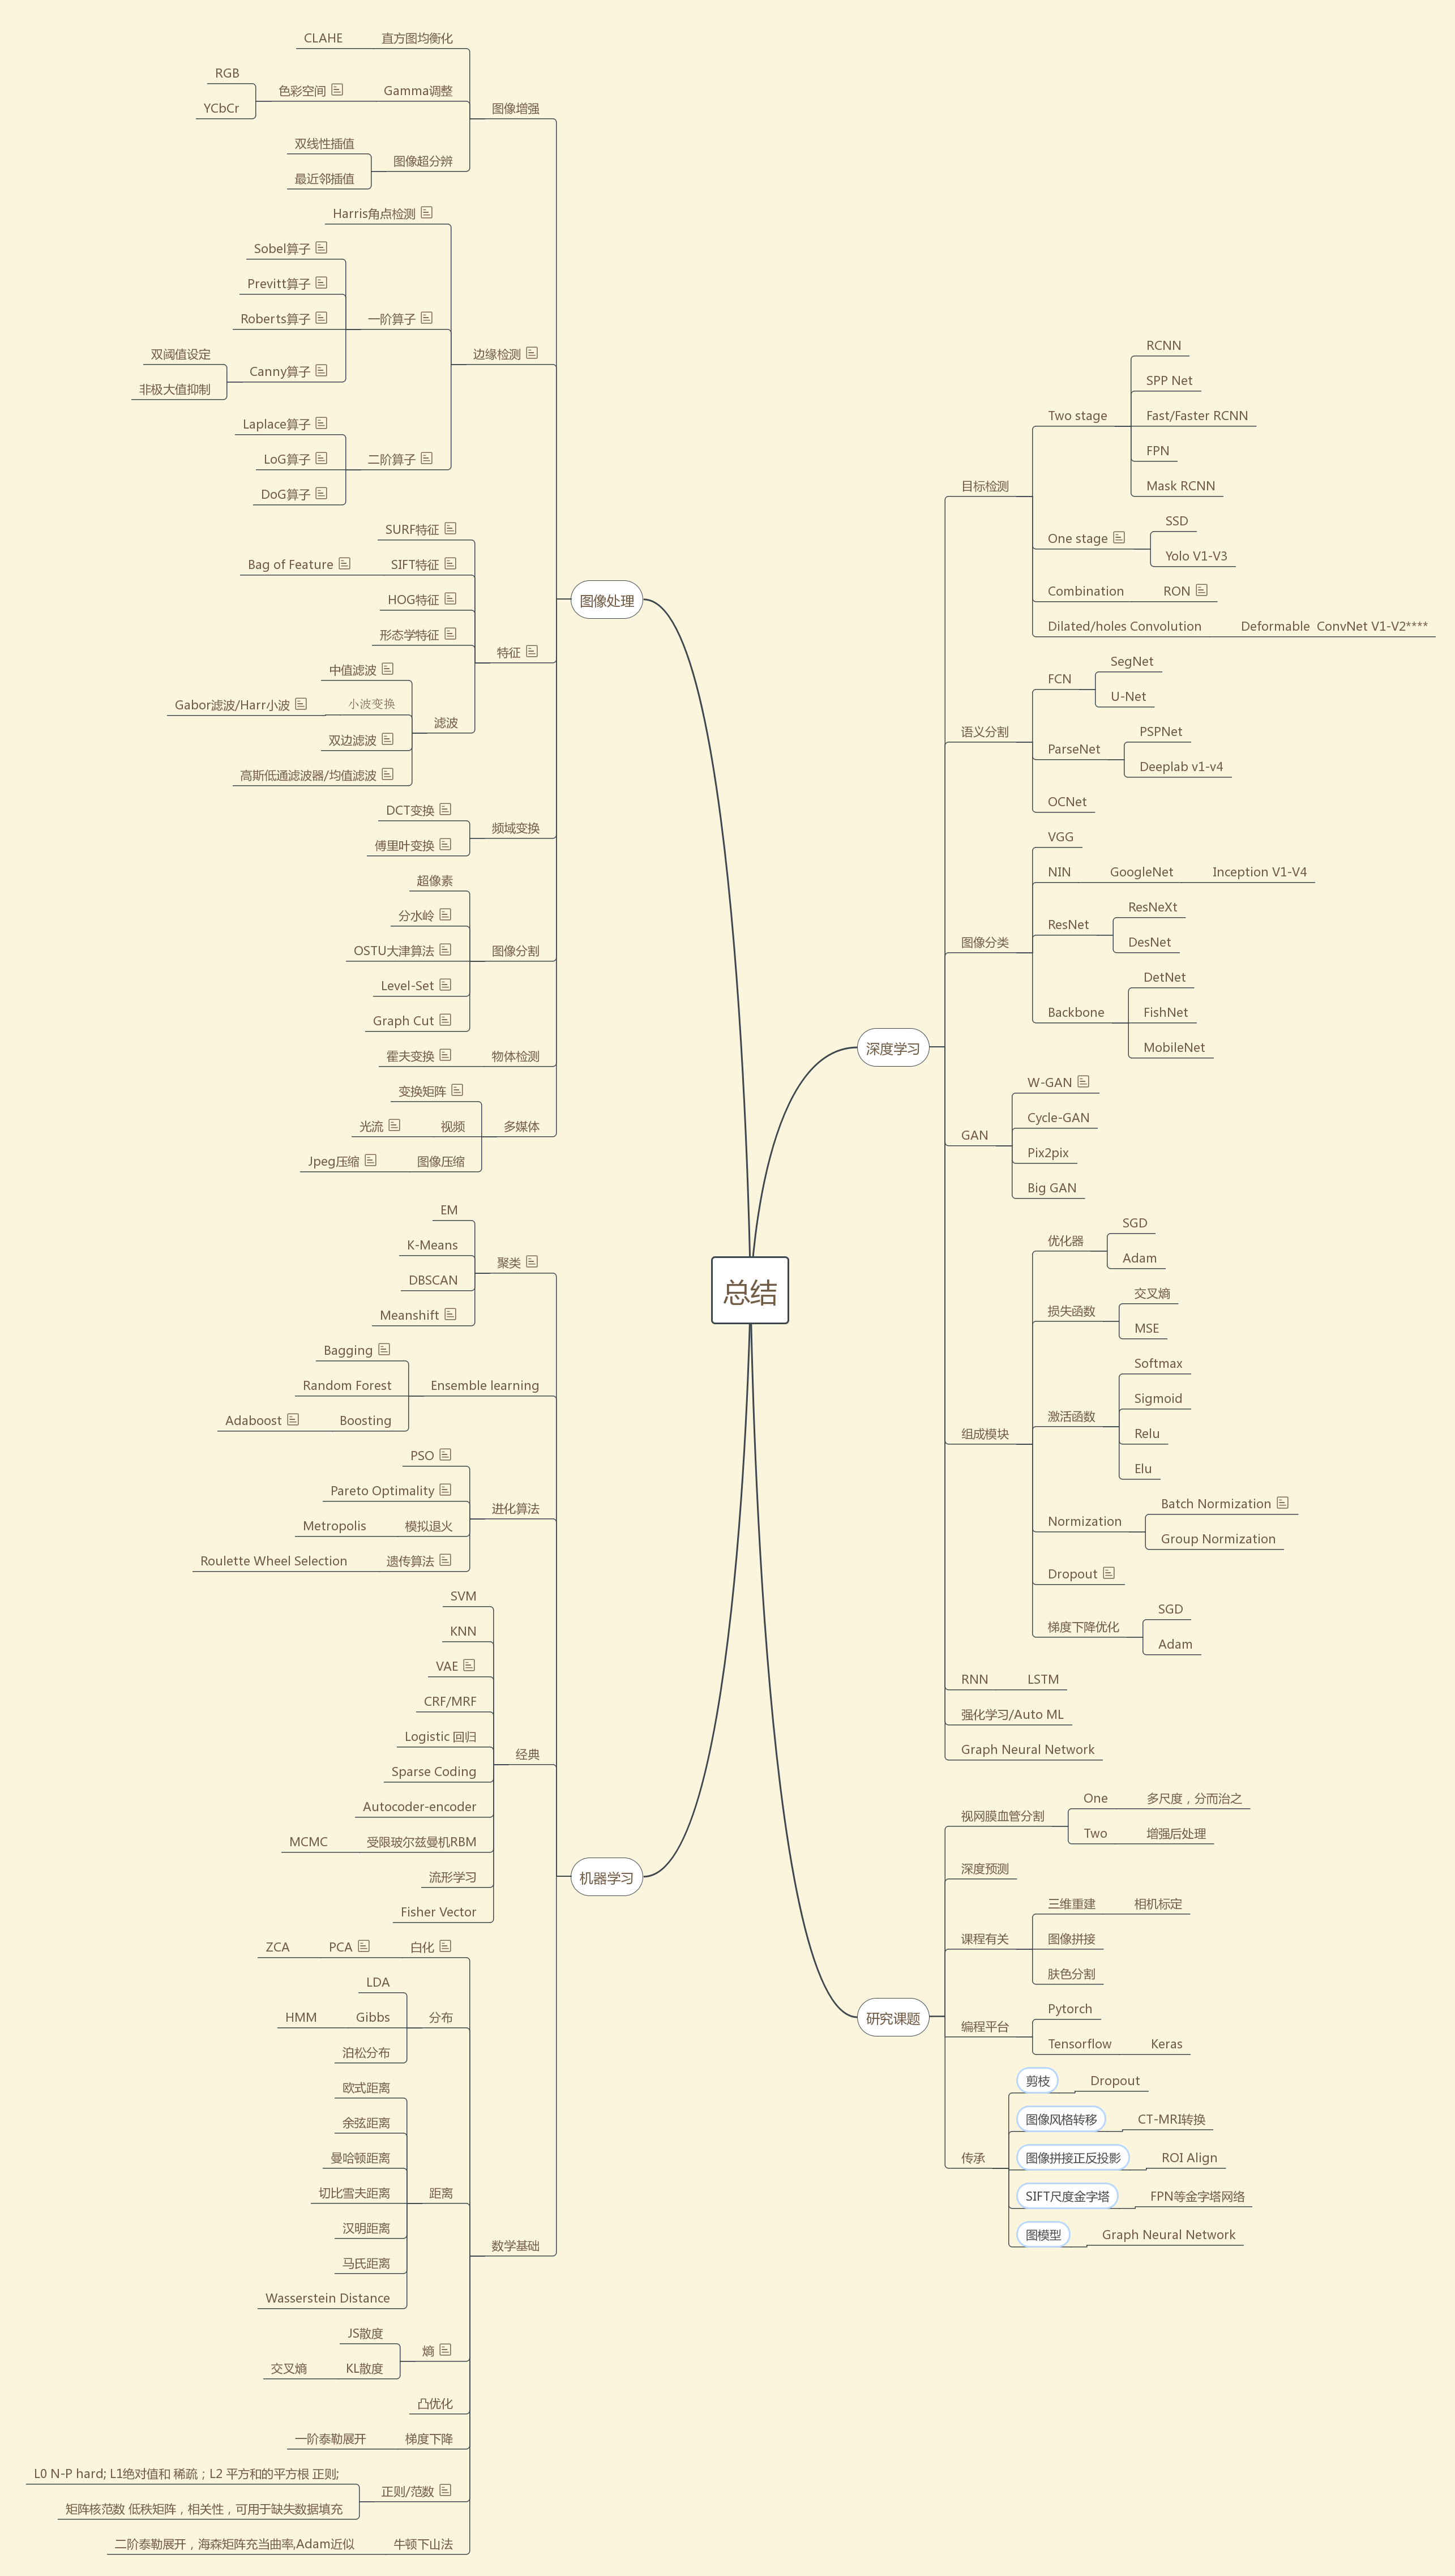 CLAHE 直方图均衡化
RGB
色彩空间 Gamma调整
YCbCr
图像增强
双线性插值
图像超分辨
最近邻插值
Harris角点检测
Sobel算子
Previtt算子
Roberts算子 一阶算子
双阈值设定
边缘检测
Canny算子
非极大值抑制
Laplace算子
LoG算子 二阶算子
DoG算子
SURF特征
Bag of Feature SIFT特征
HOG特征
图像处理
形态学特征
特征
中值滤波
Gabor滤波/Harr小波 小波变换
滤波
双边滤波
高斯低通滤波器/均值滤波
DCT变换
频域变换
傅里叶变换
超像素
分水岭
OSTU大津算法 图像分割
Level-Set
Graph Cut
霍夫变换 物体检测
变换矩阵
光流 视频 多媒体
Jpeg压缩 图像压缩
总结
EM
K-Means
聚类
DBSCAN
Meanshift
Bagging
Random Forest Ensemble learning
Adaboost Boosting
PSO
Pareto Optimality
进化算法
Metropolis 模拟退火
Roulette Wheel Selection 遗传算法
SVM
KNN
VAE
CRF/MRF
Logistic 回归
经典
Sparse Coding
Autocoder-encoder
MCMC 受限玻尔兹曼机RBM
机器学习
流形学习
Fisher Vector
ZCA PCA 白化
LDA
HMM Gibbs 分布
泊松分布
欧式距离
余弦距离
曼哈顿距离
切比雪夫距离 距离
汉明距离
数学基础
马氏距离
Wasserstein Distance
JS散度
熵
交叉熵 KL散度
凸优化
一阶泰勒展开 梯度下降
L0 N-P hard; L1绝对值和 稀疏；L2 平方和的平方根 正则;
正则/范数
矩阵核范数 低秩矩阵，相关性，可用于缺失数据填充
二阶泰勒展开，海森矩阵充当曲率,Adam近似 牛顿下山法
RCNN
SPP Net
Two stage Fast/Faster RCNN
FPN
目标检测 Mask RCNN
SSD
One stage
Yolo V1-V3
Combination RON
Dilated/holes Convolution Deformable ConvNet V1-V2****
SegNet
FCN
U-Net
语义分割
PSPNet
ParseNet
Deeplab v1-v4
OCNet
VGG
NIN GoogleNet Inception V1-V4
ResNeXt
ResNet
图像分类 DesNet
DetNet
Backbone FishNet
MobileNet
深度学习
W-GAN
Cycle-GAN
GAN
Pix2pix
Big GAN
SGD
优化器
Adam
交叉熵
损失函数
MSE
Softmax
Sigmoid
激活函数
组成模块 Relu
Elu
Batch Normization
Normization
Group Normization
Dropout
SGD
梯度下降优化
Adam
RNN LSTM
强化学习/Auto ML
Graph Neural Network
One 多尺度，分而治之
视网膜血管分割
Two 增强后处理
深度预测
三维重建 相机标定
课程有关 图像拼接
肤色分割
研究课题
Pytorch
编程平台
Tensorflow Keras
剪枝 Dropout
图像风格转移 CT-MRI转换
传承 图像拼接正反投影 ROI Align
SIFT尺度金字塔 FPN等金字塔网络
图模型 Graph Neural Network